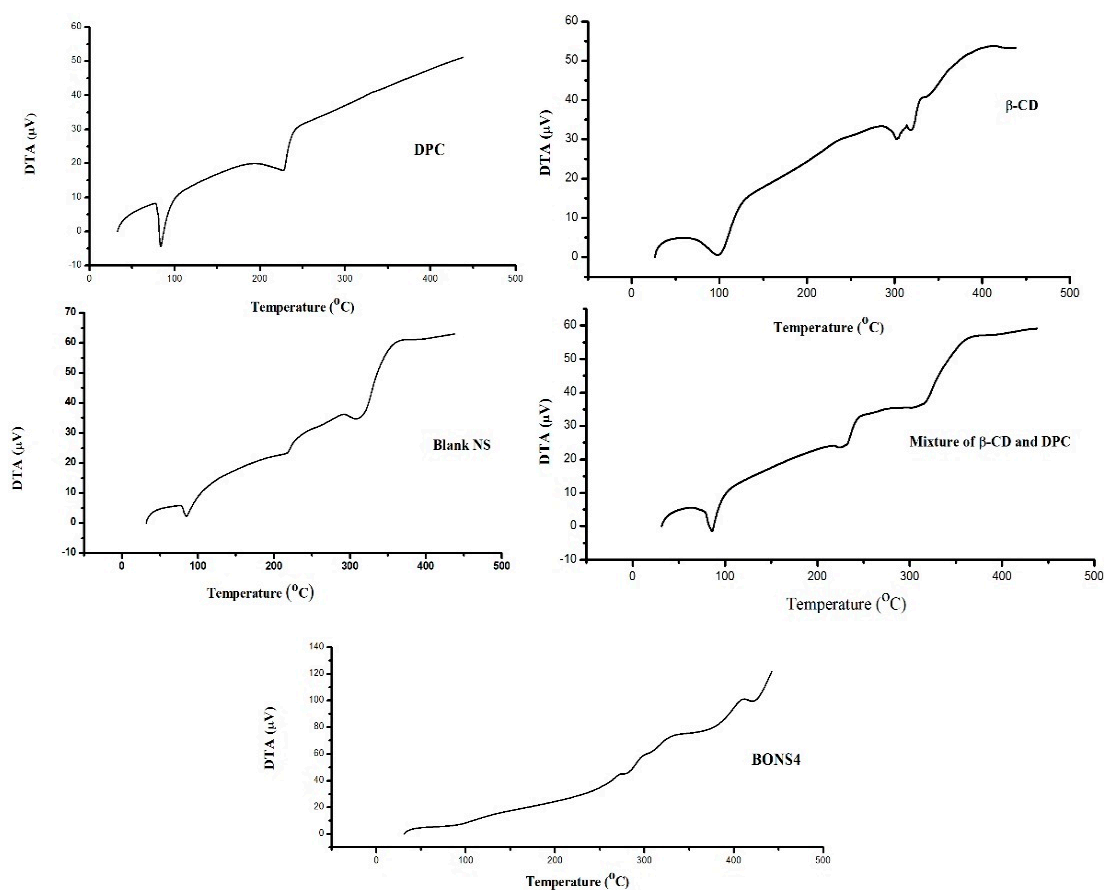 60
50
40
30
20
10
0
-10
DTA (µV)
DPC
0 100 200 300 400 500
Temperature (⁰C)
60
50
40
30
20
10
0
DTA (µV)
β-CD
0 100 200 300 400 500
Temperature (⁰C)
70
60
50
40
30
20
10
0
-10
DTA (µV)
Blank NS
0 100 200 300 400 500
Temperature (⁰C)
60
50
40
30
20
10
0
-10
DTA (µV)
Mixture of β-CD and DPC
0 100 200 300 400 500
Temperature (⁰C)
140
120
100
80
60
40
20
0
DTA (µV)
BONS4
0 100 200 300 400 500
Temperature (⁰C)